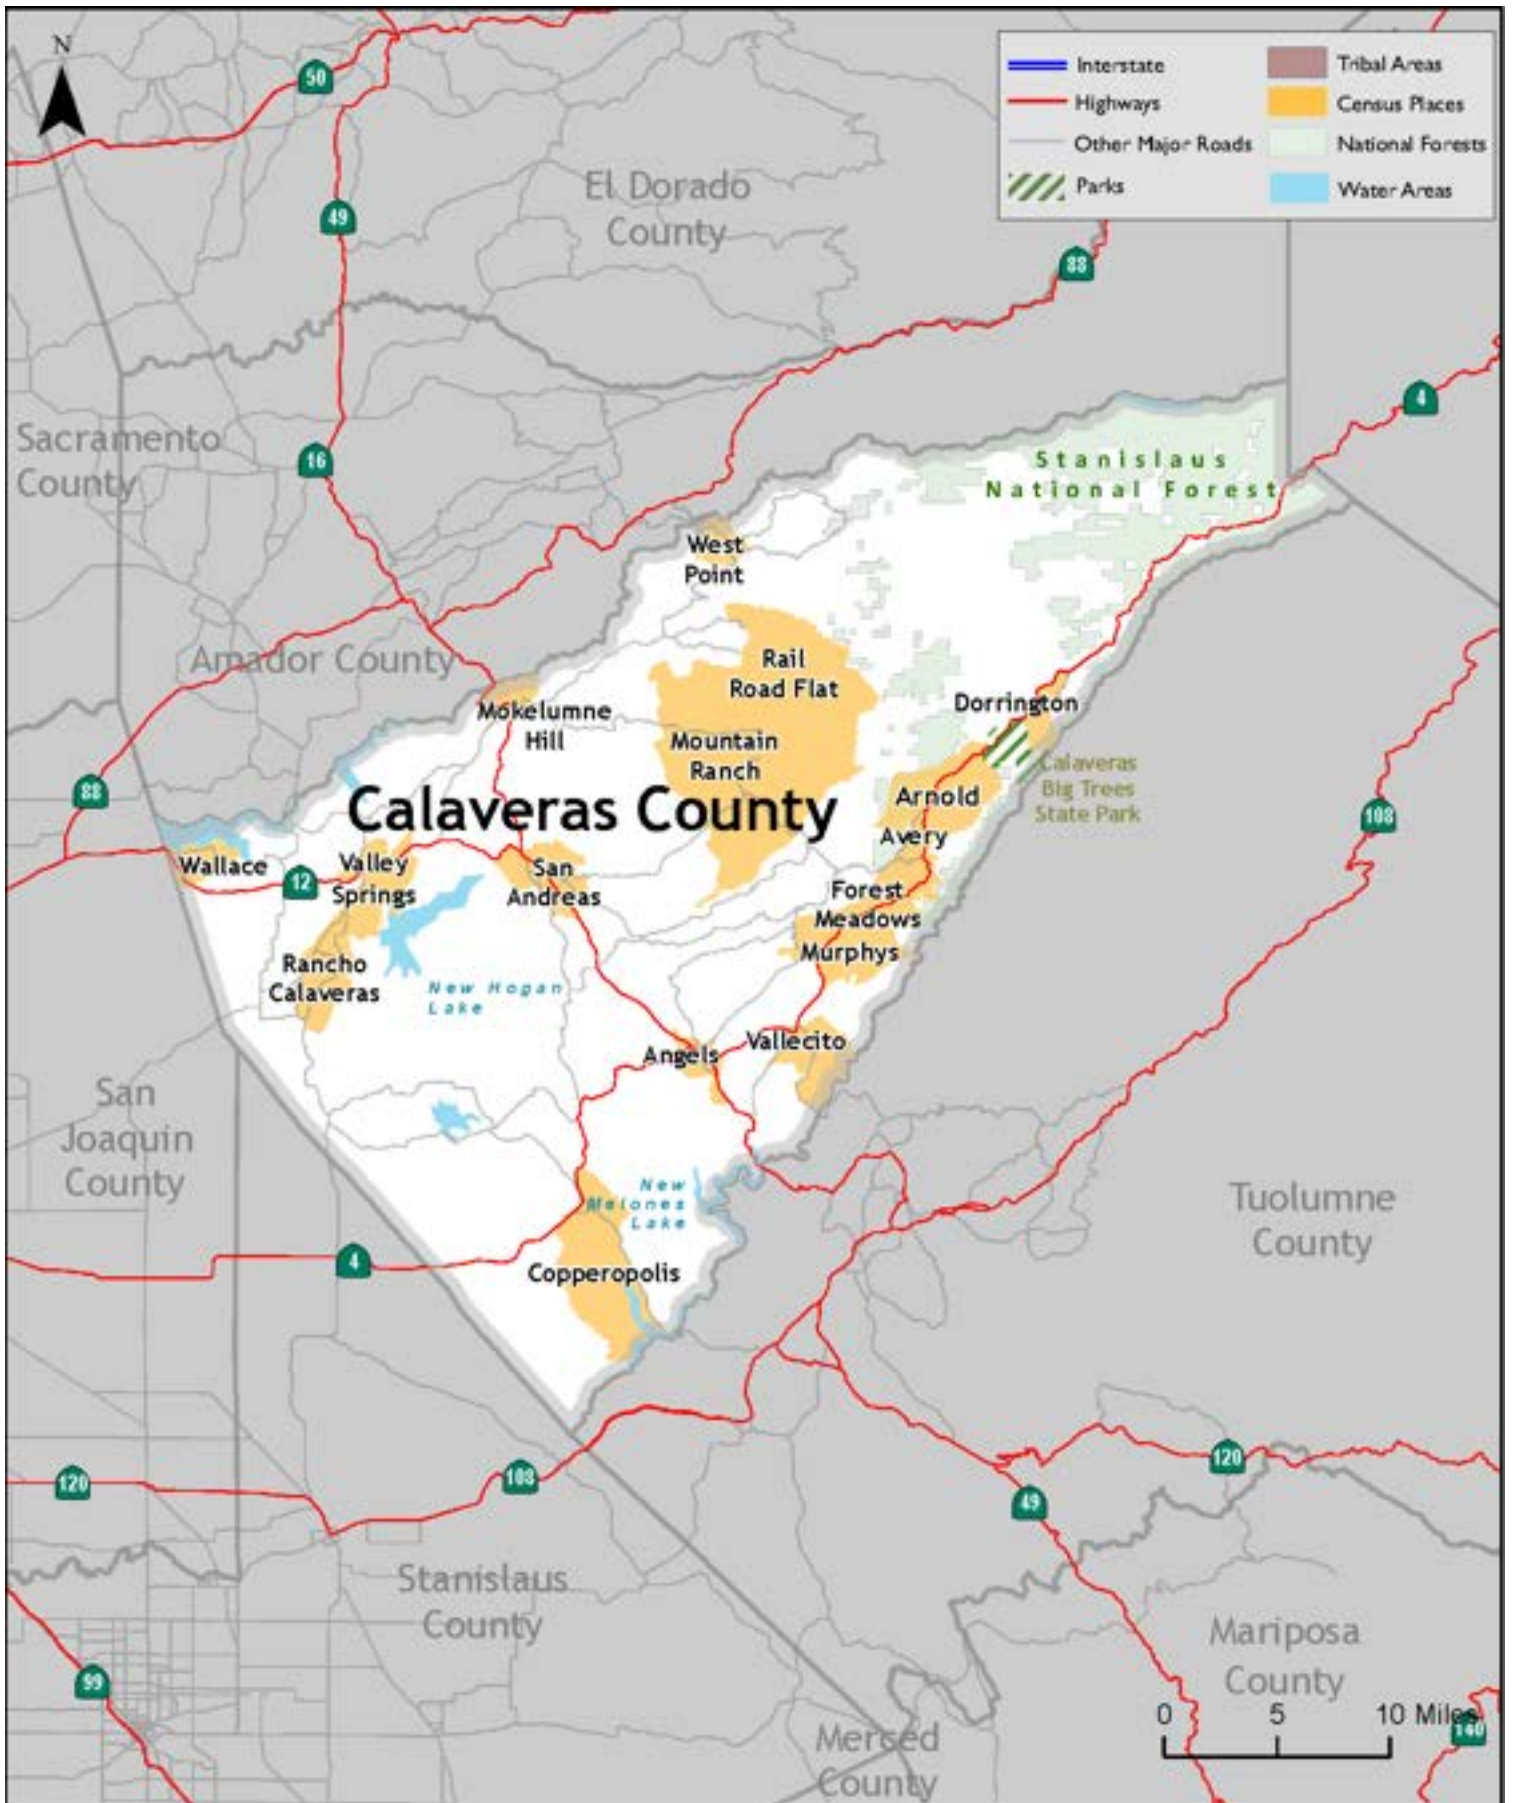 N
Interstate
Highways
Other Major Roads
Parks
Tribal Areas
Census Places
National Forests
Water Areas
50
49
El Dorado
County
88
4
Sacramento
County
16
Stanislaus
National Forest
West
Point
Amador County
Rail
Road Flat
Mokelumne
Hill
Dorrington
Mountain
Ranch
Calaveras
Big Trees
State Park
88
Calaveras County
Arnold
108
Avery
Wallace
12
Valley
Springs
San
Andreas
Forest
Meadows
Murphys
Rancho
Calaveras
New Hogan
Lake
Angels
Vallecito
San
Joaquin
County
New
Melones
Lake
Tuolumne
County
4
Copperopolis
120
108
120
49
Stanislaus
County
Mariposa
County
99
Merced
County
0 5 10 Miles
140